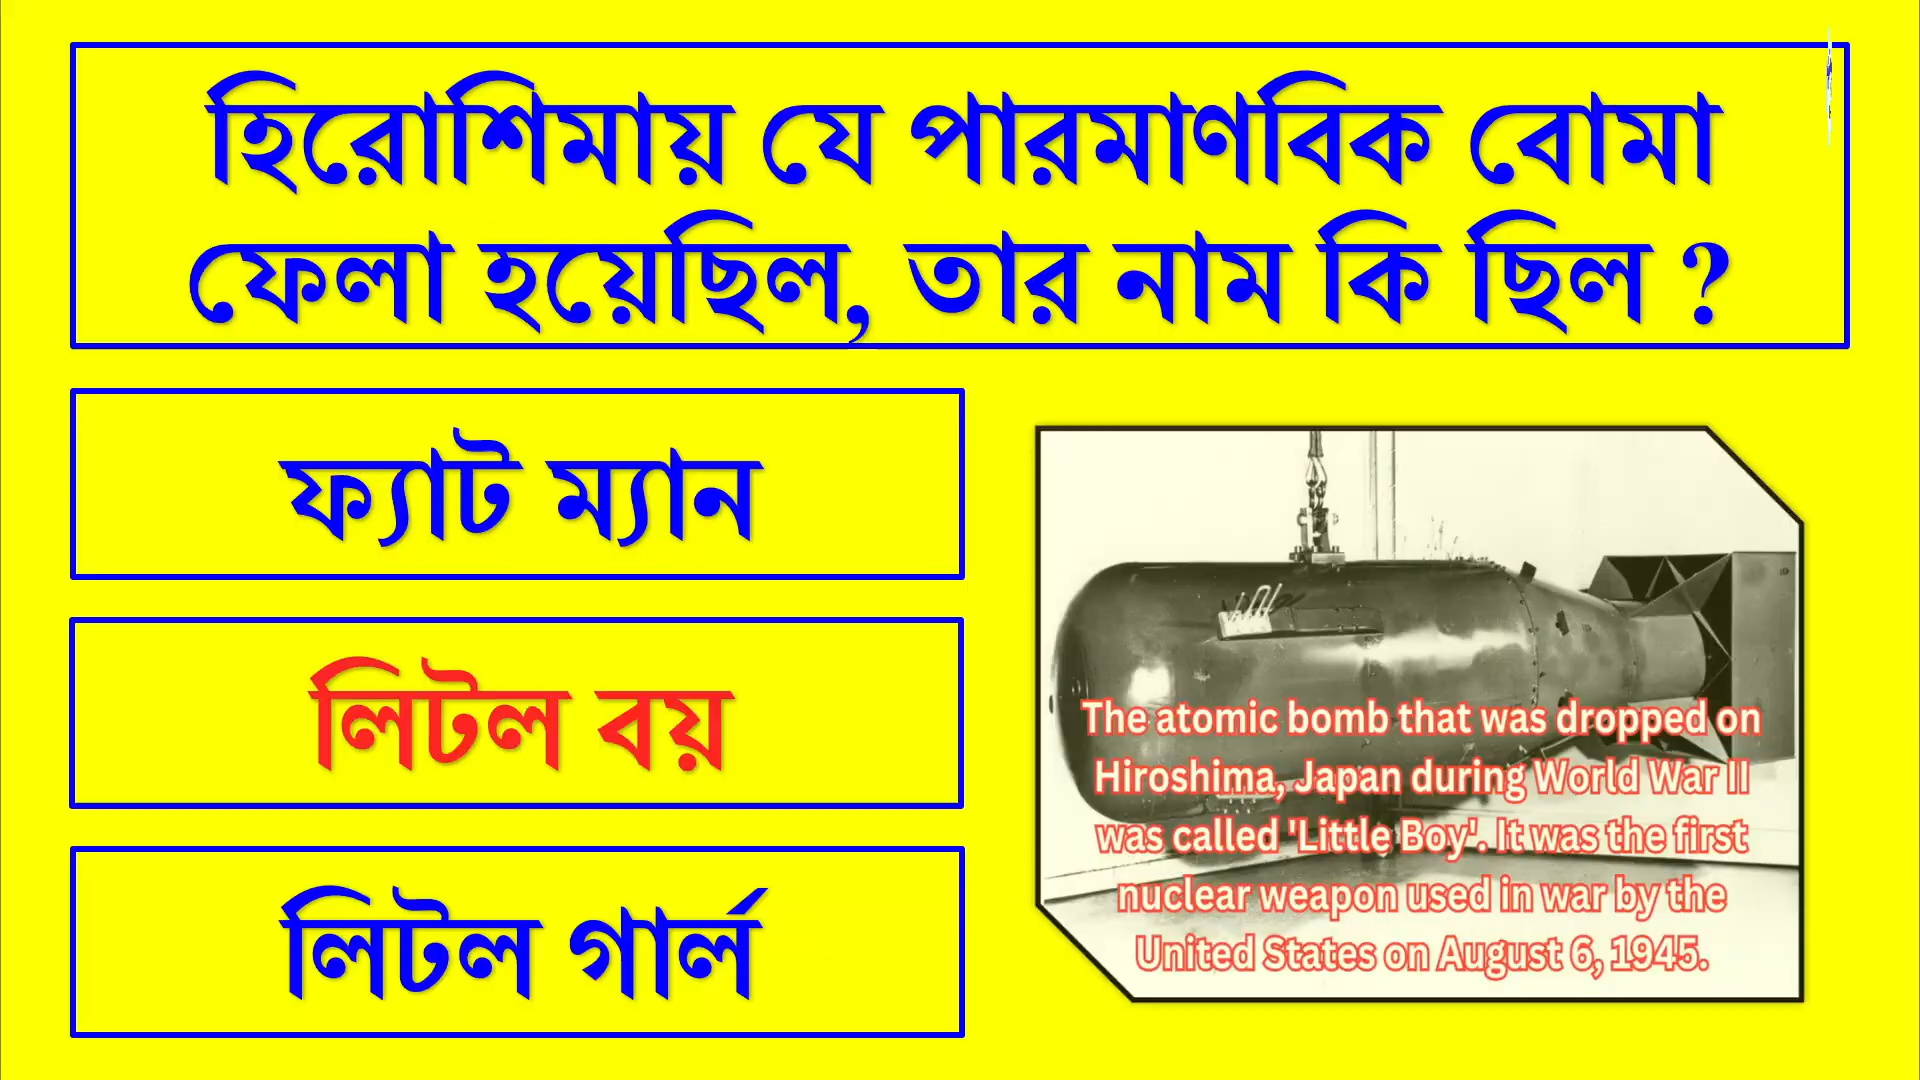 হিরোশিমায় যে পারমাণবিক বোমা
ফেলা হয়েছিল, তার নাম কি ছিল ?
ফ্যাট ম্যান
লিটল বয়
লিটল গার্ল
The atomic bomb that was dropped on
Hiroshima, Japan during World War II
was called 'Little Boy'. It was the first
nuclear weapon used in war by the
United States on August 6, 1945.